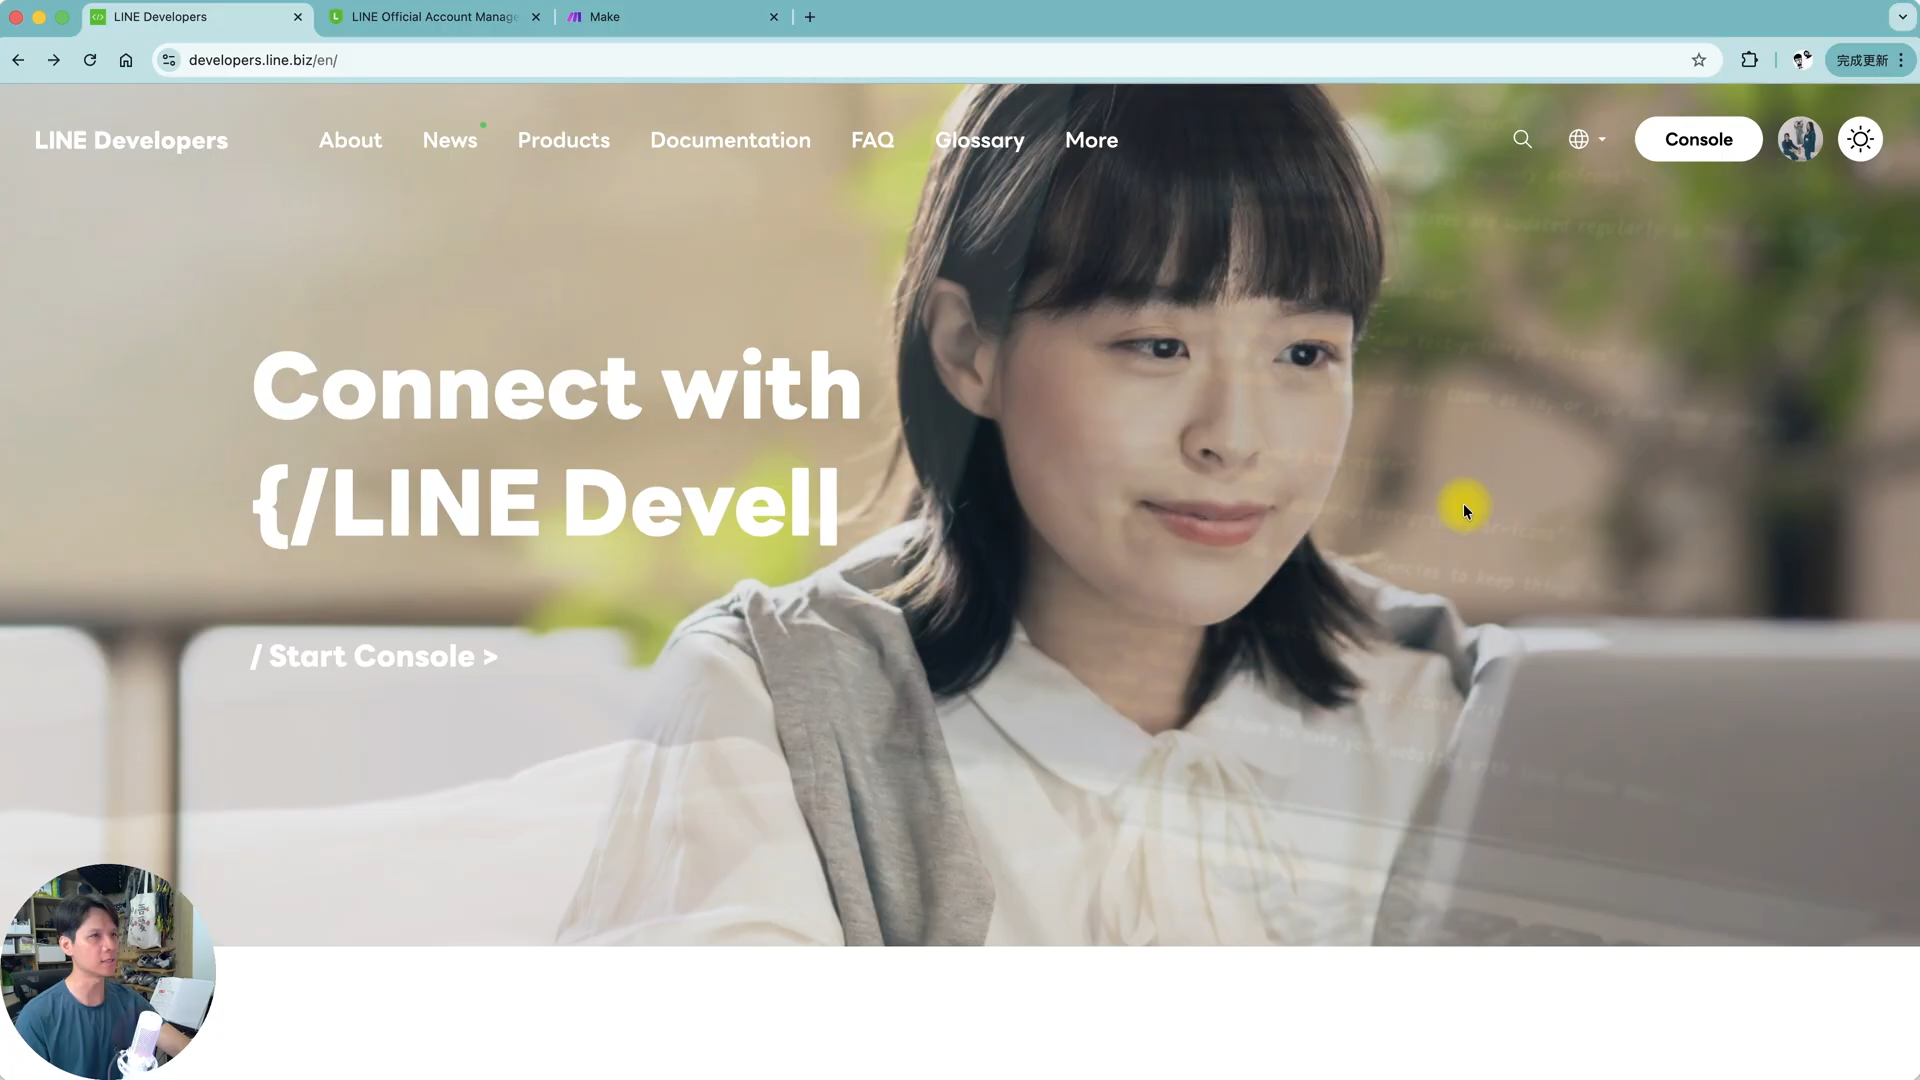 LINE Developers
LINE Official Account Manage
Make
developers.line.biz/en/
完成更新
LINE Developers
About
News
Products
Documentation
FAQ
Glossary
More
Console
Connect with
{/LINE Devel|
/ Start Console >